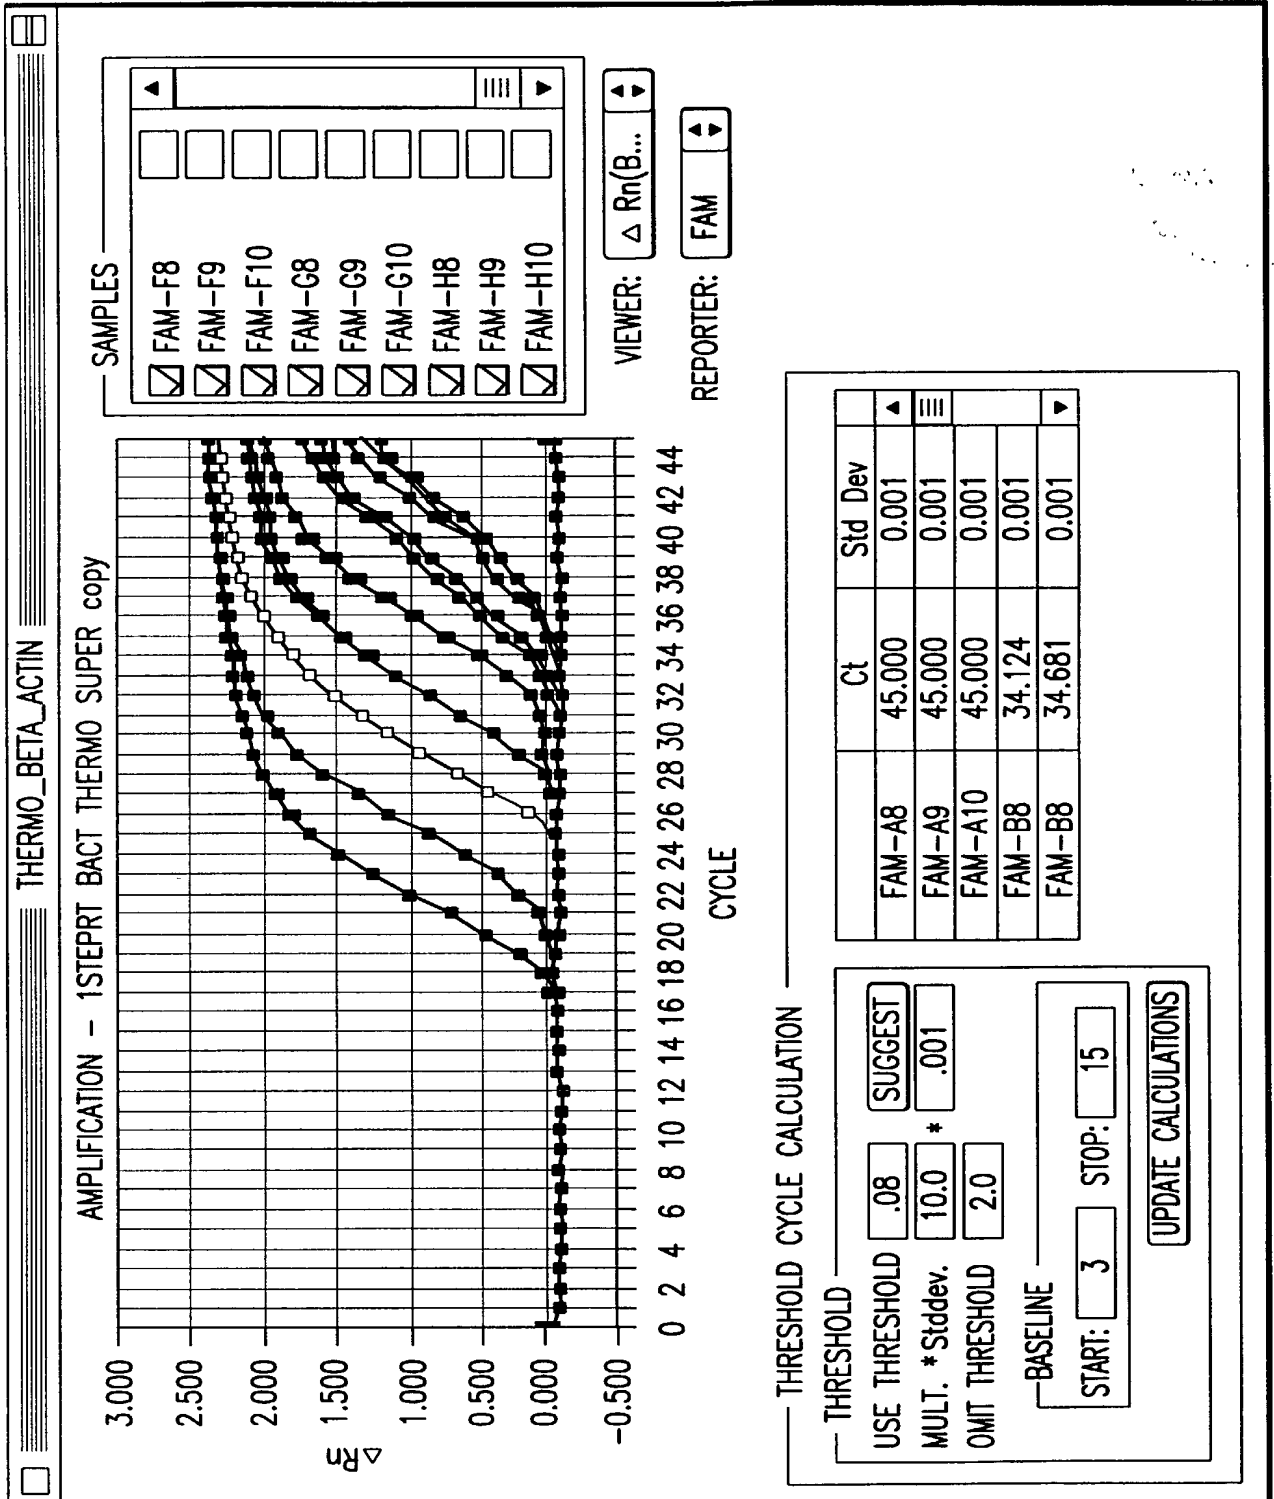 THERMO_BETA_ACTIN
AMPLIFICATION - 1STEPRT BACT THERMO SUPER copy
△Rn
3.000
2.500
2.000
1.500
1.000
0.500
0.000
-0.500
0 2 4 6 8 10 12 14 16 18 20 22 24 26 28 30 32 34 36 38 40 42 44
CYCLE
SAMPLES
FAM-F8
FAM-F9
FAM-F10
FAM-G8
FAM-G9
FAM-G10
FAM-H8
FAM-H9
FAM-H10
VIEWER: △ Rn(B...
REPORTER: FAM
THRESHOLD CYCLE CALCULATION
THRESHOLD
USE THRESHOLD .08 SUGGEST
MULT. *Stddev. 10.0 * .001
OMIT THRESHOLD 2.0
BASELINE
START: 3 STOP: 15
UPDATE CALCULATIONS
Ct Std Dev
FAM-A8 45.000 0.001
FAM-A9 45.000 0.001
FAM-A10 45.000 0.001
FAM-B8 34.124 0.001
FAM-B8 34.681 0.001